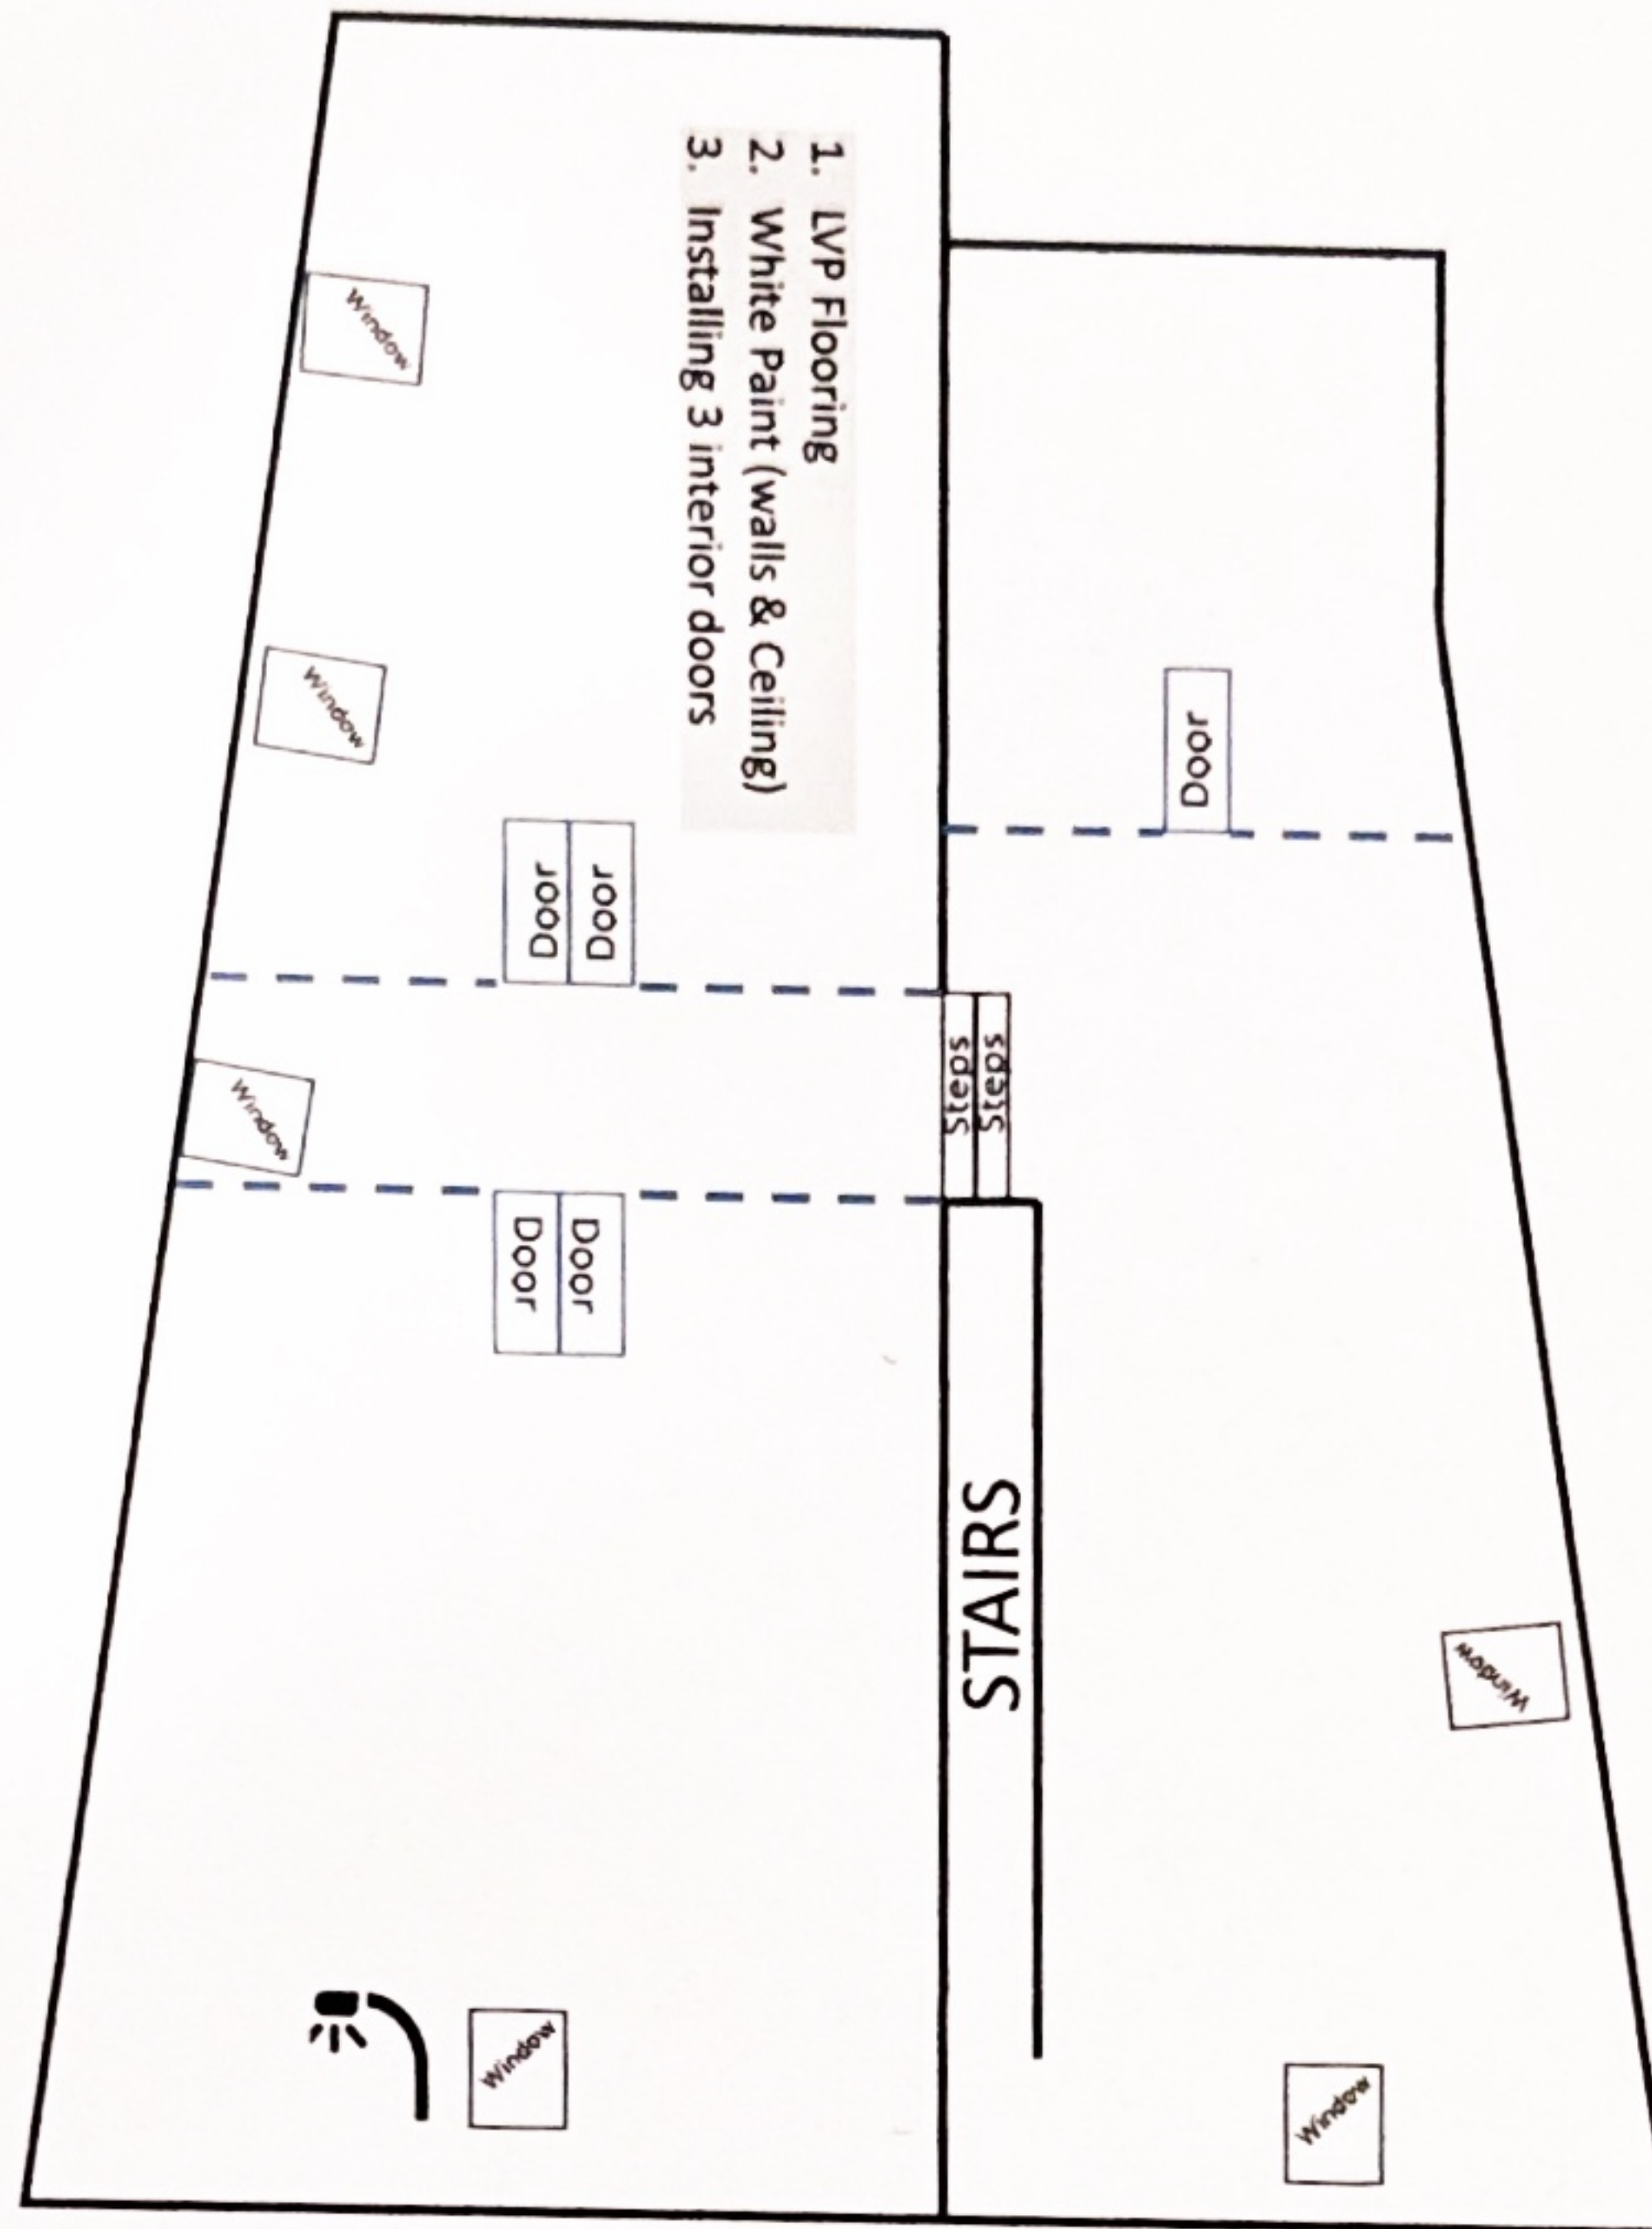 1. LVP Flooring
2. White Paint (walls & Ceiling)
3. Installing 3 interior doors
Window
Window
Window
Window
Window
Window
Door
Door
Door
Door
Door
Steps
Steps
STAIRS